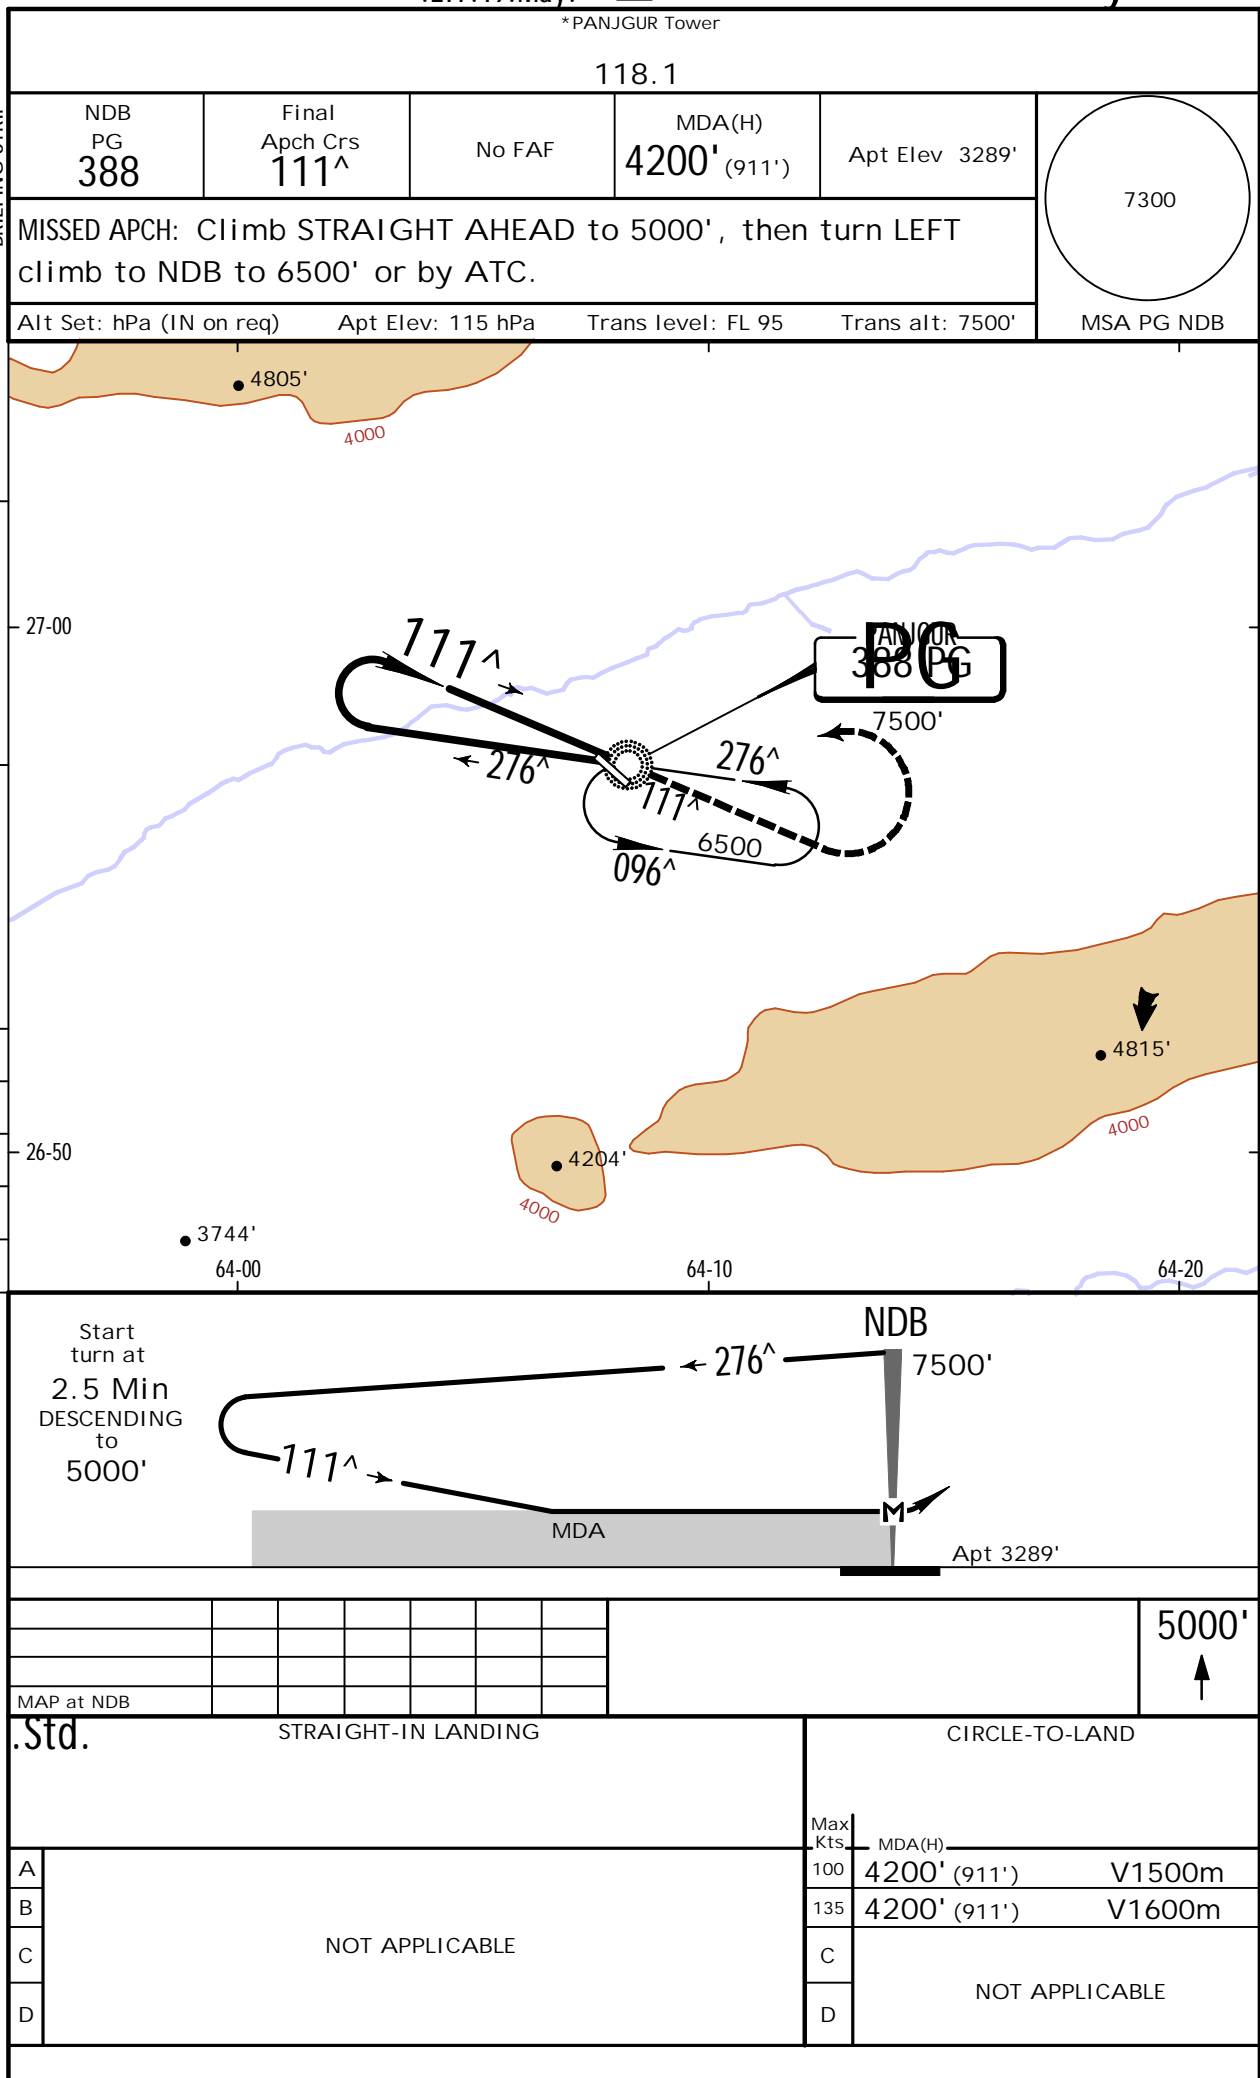 *PANJGUR Tower
118.1
NDB
PG
388
Final
Apch Crs
111^
No FAF
MDA(H)
4200' (911')
Apt Elev 3289'
7300
MSA PG NDB
MISSED APCH: Climb STRAIGHT AHEAD to 5000', then turn LEFT
climb to NDB to 6500' or by ATC.
Alt Set: hPa (IN on req) Apt Elev: 115 hPa Trans level: FL 95 Trans alt: 7500'
4805'
4000
27-00
111^
PANJGUR
388 PG
PG
7500'
276^
276^
111^
6500
096^
4815'
4000
26-50
4204'
4000
3744'
64-00 64-10 64-20
Start
turn at
2.5 Min
DESCENDING
to
5000'
NDB
7500'
276^
111^
M
MDA
Apt 3289'
5000'
MAP at NDB
.Std.
STRAIGHT-IN LANDING
CIRCLE-TO-LAND
Max
Kts
MDA(H)
A
100 4200' (911') V1500m
B
135 4200' (911') V1600m
C
NOT APPLICABLE
D
C
NOT APPLICABLE
D